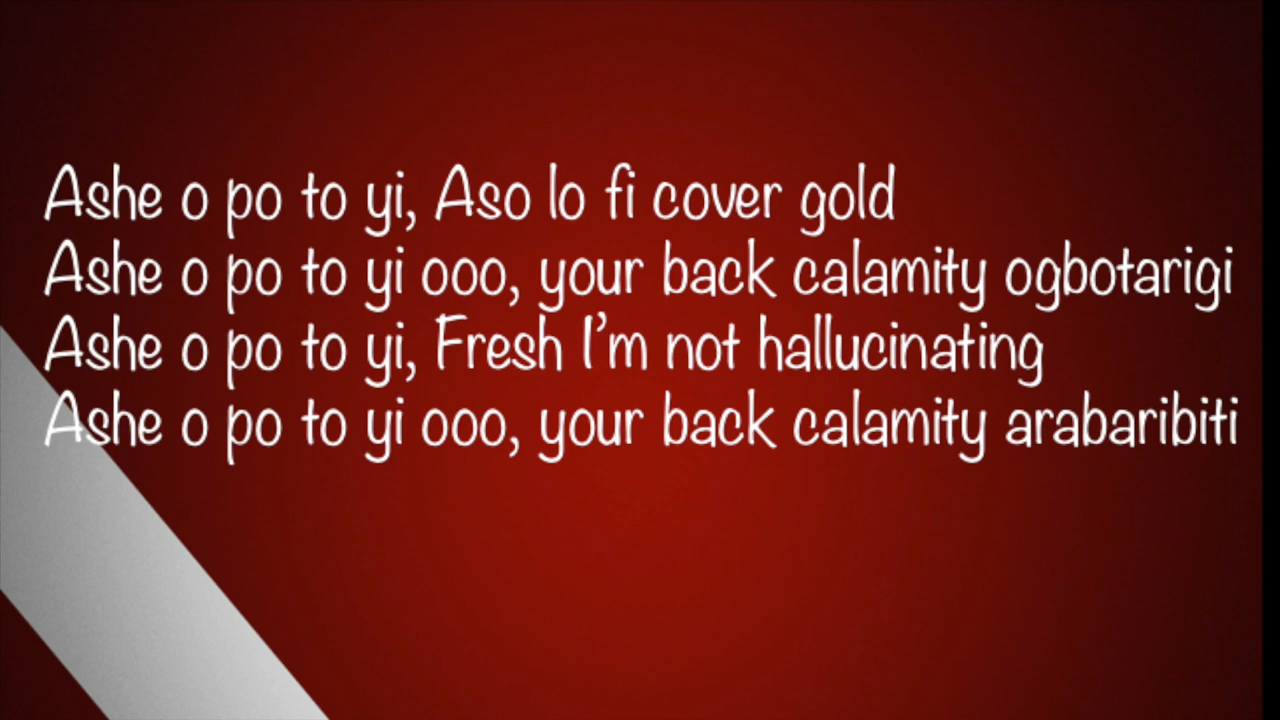 Ashe o po to yi, Aso lo fi cover gold
Ashe o po to yi ooo, your back calamity ogbotarigi
Ashe o po to yi, Fresh I'm not hallucinating
Ashe o po to yi ooo, your back calamity arabaribiti